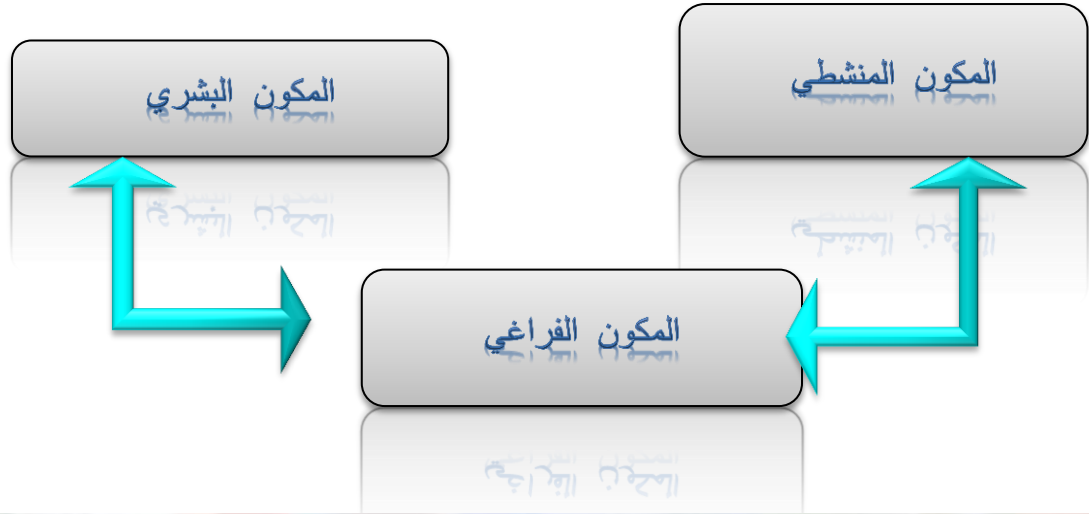 المكون المنشطي
المكون البشري
المكون الفراغي